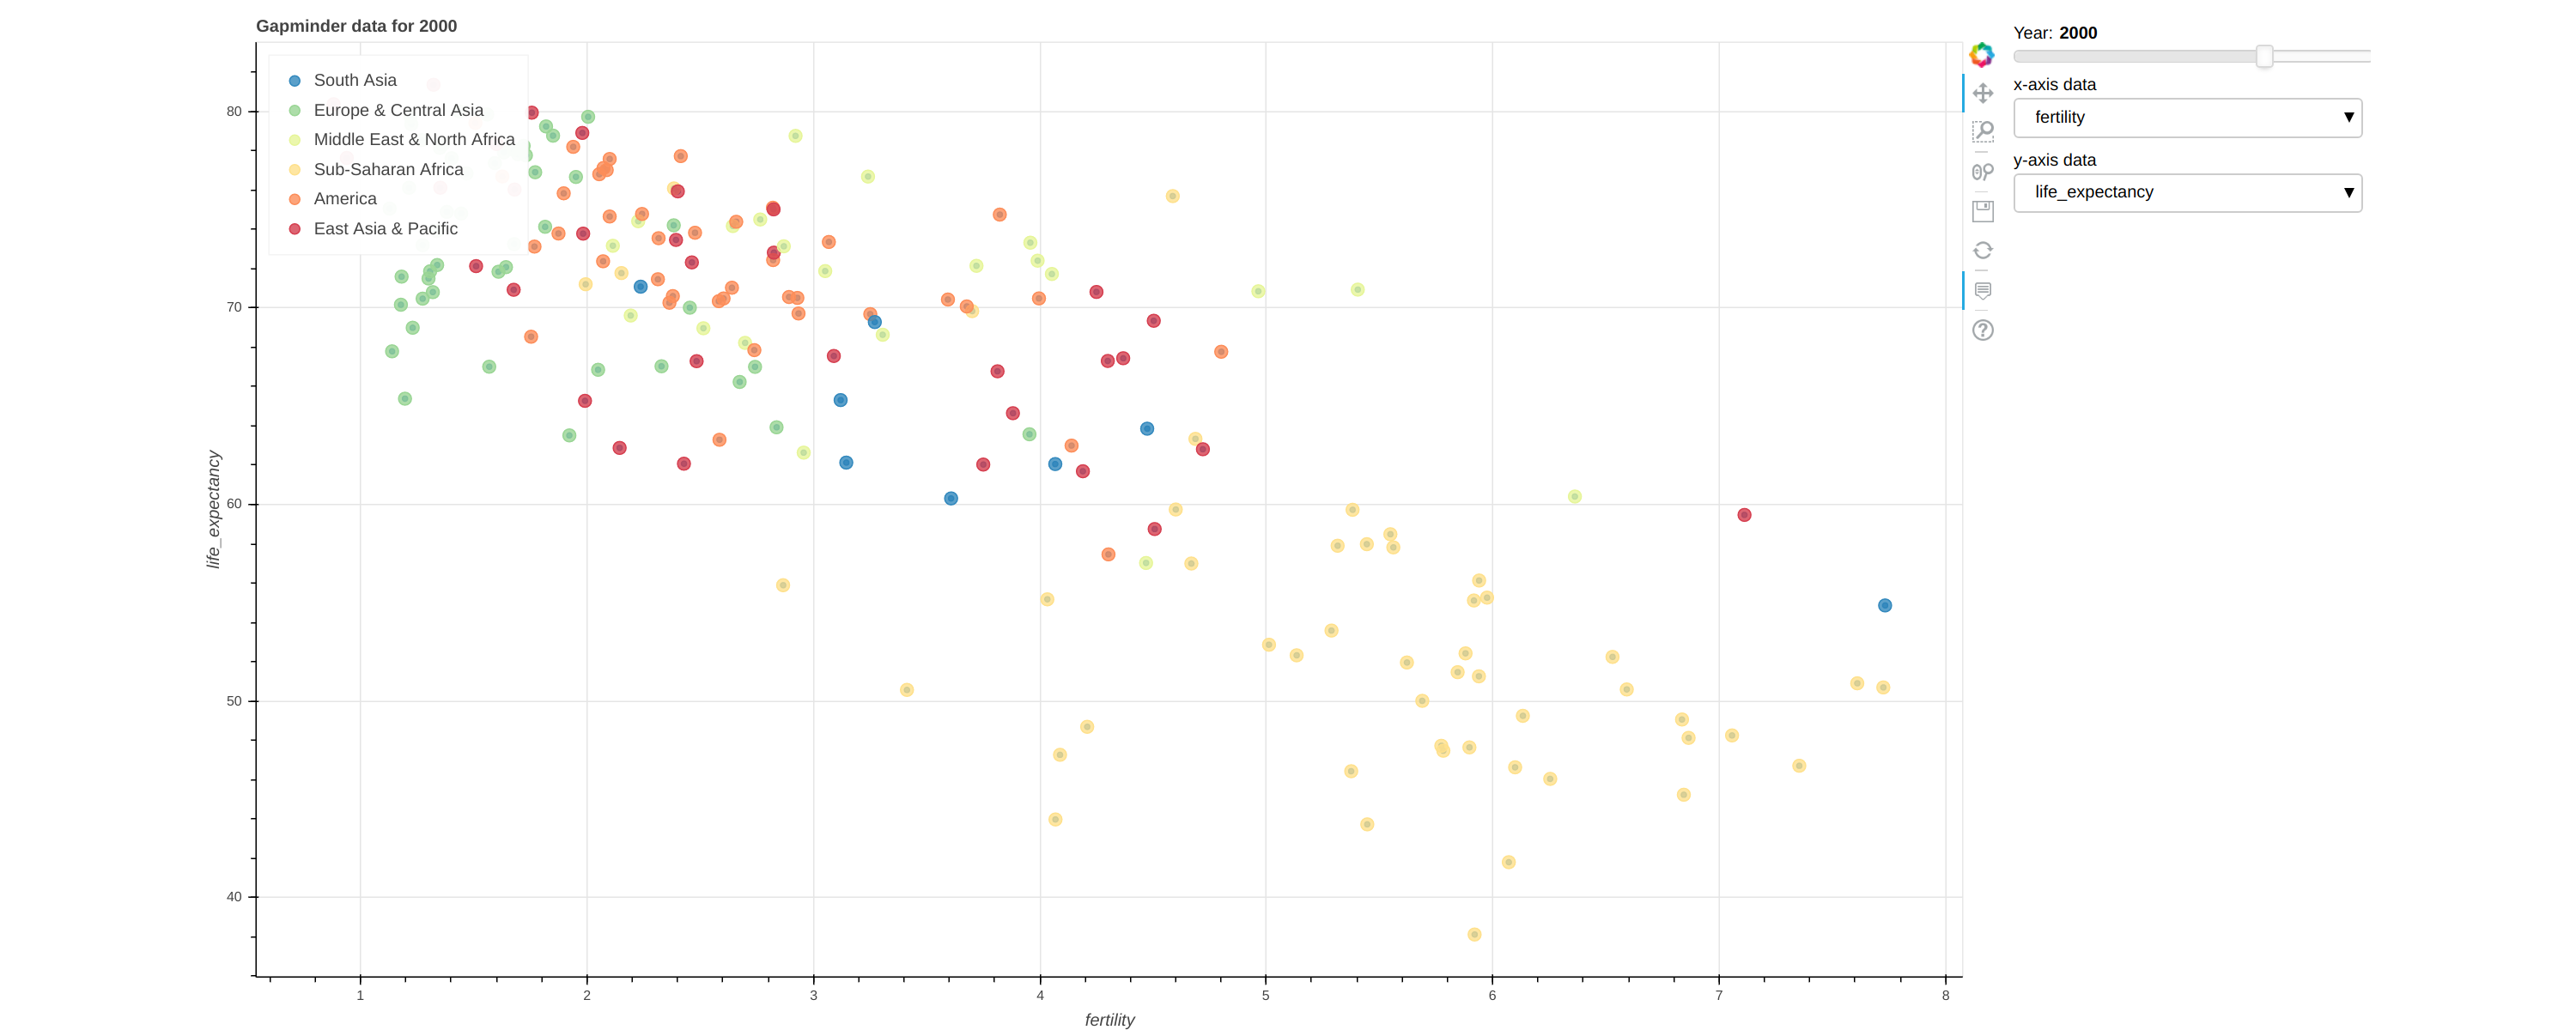 Gapminder data for 2000
South Asia
Europe & Central Asia
Middle East & North Africa
Sub-Saharan Africa
America
East Asia & Pacific
80
70
60
50
40
life_expectancy
1 2 3 4 5 6 7 8
fertility
Year: 2000
x-axis data
fertility
y-axis data
life_expectancy